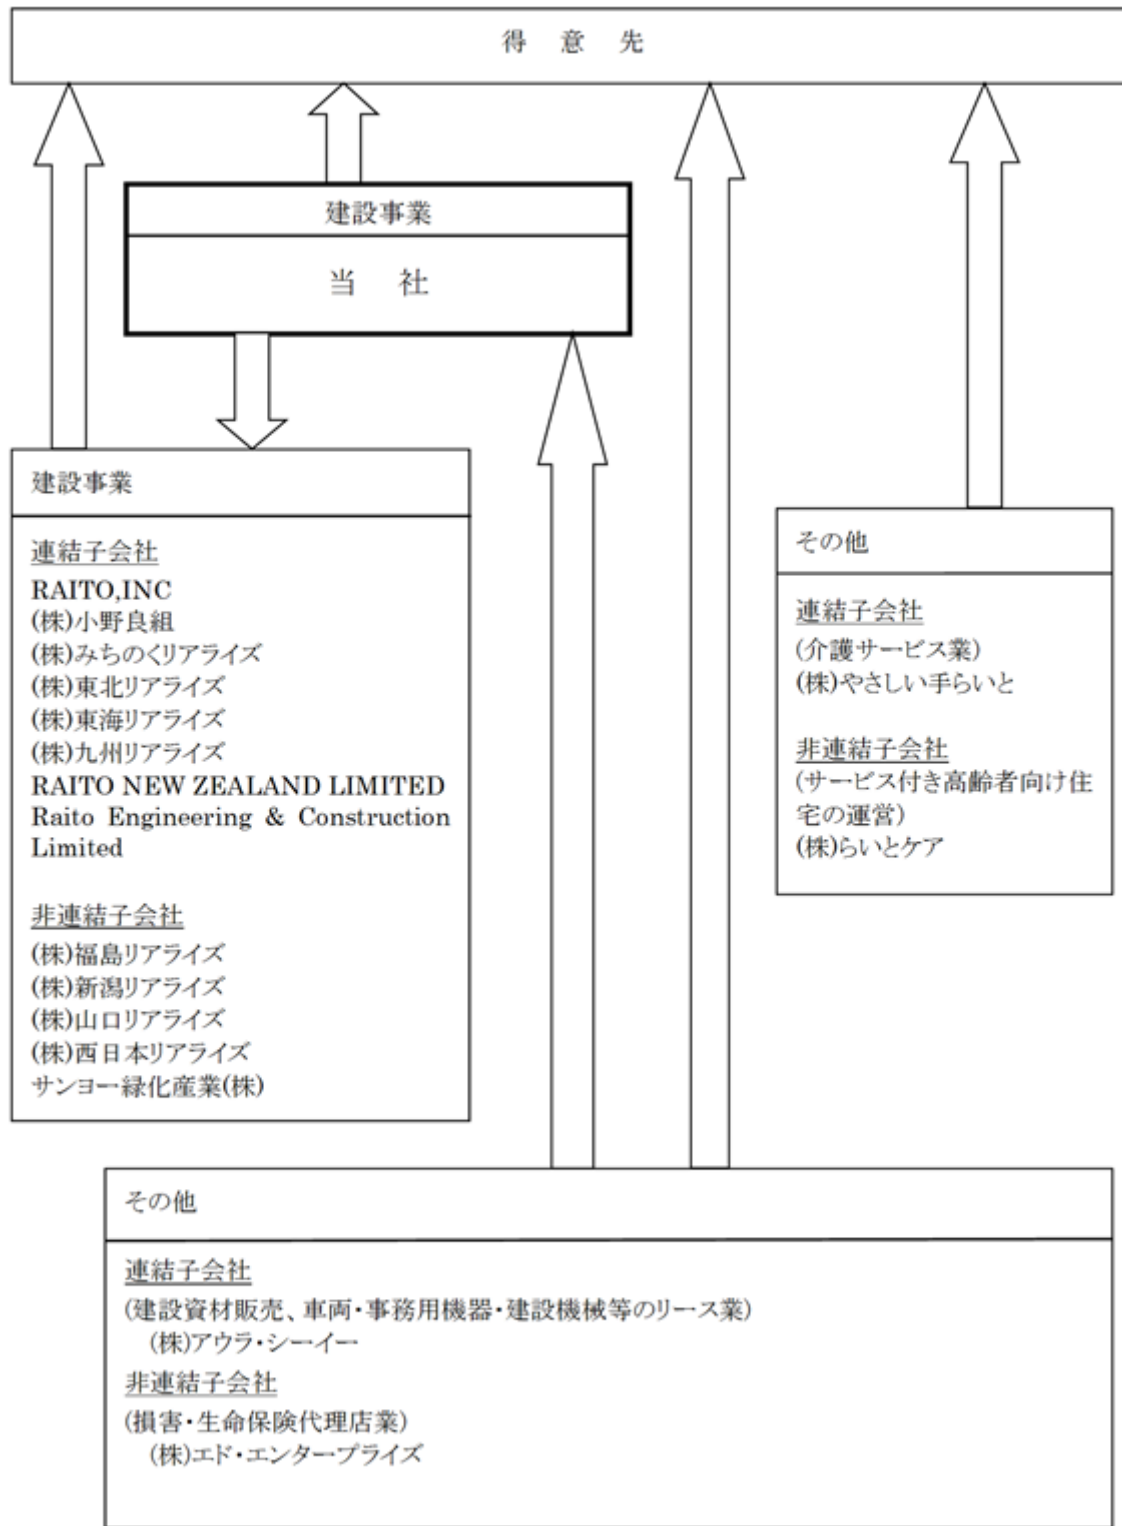 得 意 先
建設事業
当 社
建設事業
連結子会社
RAITO,INC
(株)小野良組
(株)みちのくリアライズ
(株)東北リアライズ
(株)東海リアライズ
(株)九州リアライズ
RAITO NEW ZEALAND LIMITED
Raito Engineering & Construction
Limited
非連結子会社
(株)福島リアライズ
(株)新潟リアライズ
(株)山口リアライズ
(株)西日本リアライズ
サンヨー緑化産業(株)
その他
連結子会社
(介護サービス業)
(株)やさしい手らいと
非連結子会社
(サービス付き高齢者向け住
宅の運営)
(株)らいとケア
その他
連結子会社
(建設資材販売、車両・事務用機器・建設機械等のリース業)
(株)アウラ・シーイー
非連結子会社
(損害・生命保険代理店業)
(株)エド・エンタープライズ